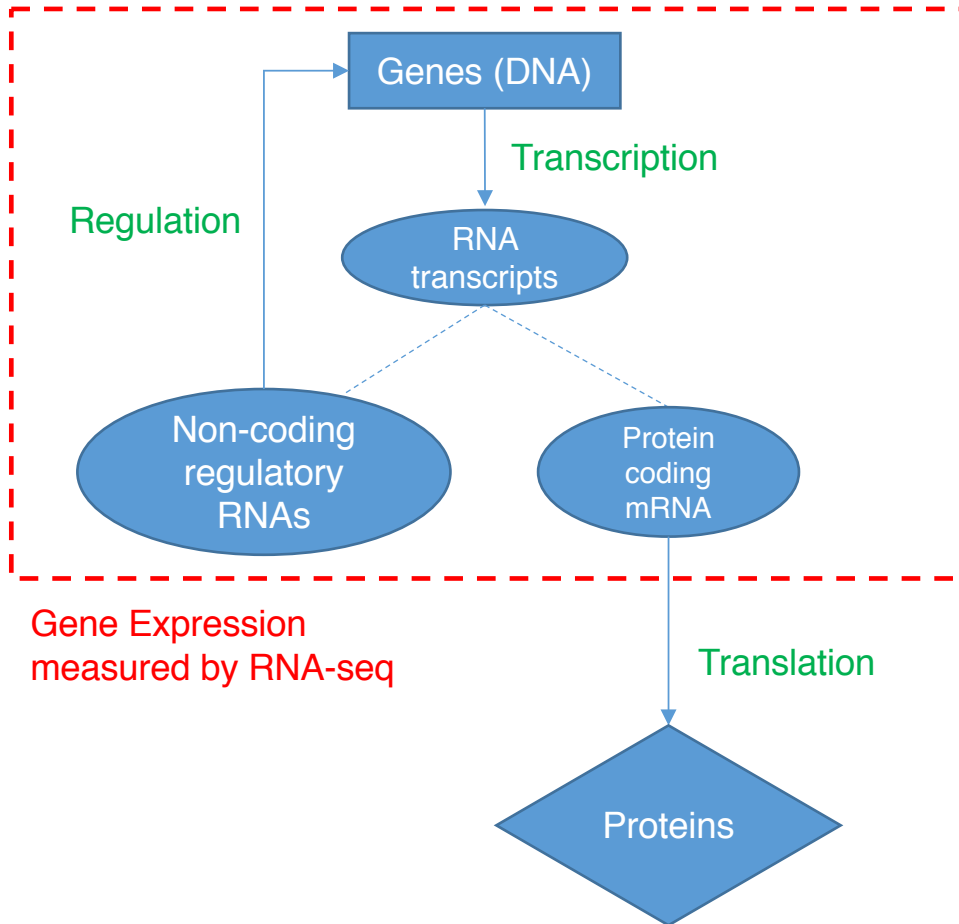 Genes (DNA)
Transcription
Regulation
RNA
transcripts
Non-coding
regulatory
RNAs
Protein
coding
mRNA
Gene Expression
measured by RNA-seq
Translation
Proteins